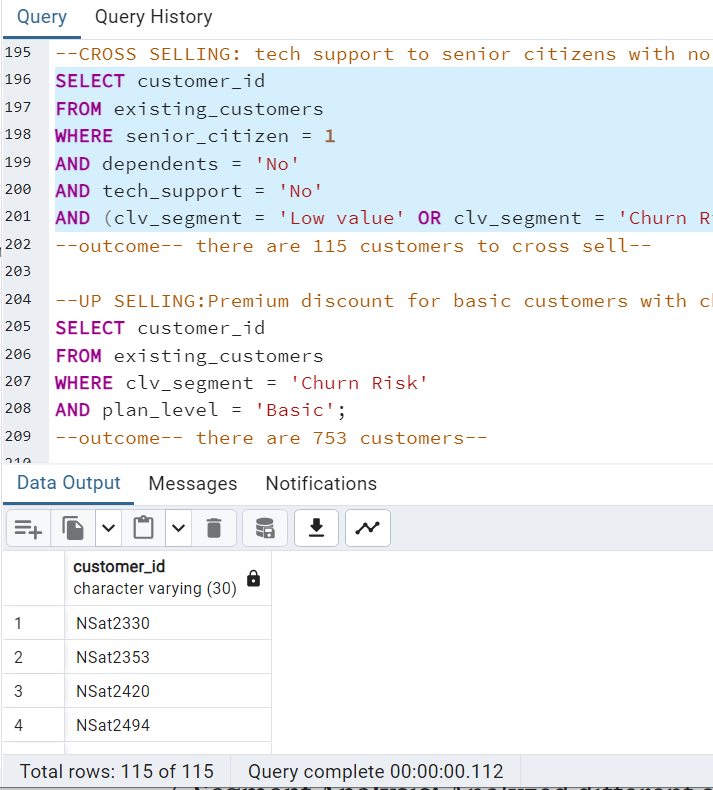 Query Query History
195 --CROSS SELLING: tech support to senior citizens with no
196 SELECT customer_id
197 FROM existing_customers
198 WHERE senior_citizen = 1
199 AND dependents = 'No'
200 AND tech_support = 'No'
201 AND (clv_segment = 'Low value' OR clv_segment = 'Churn R
202 --outcome-- there are 115 customers to cross sell--
203
204 --UP SELLING:Premium discount for basic customers with c
205 SELECT customer_id
206 FROM existing_customers
207 WHERE clv_segment = 'Churn Risk'
208 AND plan_level = 'Basic';
209 --outcome-- there are 753 customers--
210
Data Output Messages Notifications
customer_id
character varying (30)
1 NSat2330
2 NSat2353
3 NSat2420
4 NSat2494
Total rows: 115 of 115 Query complete 00:00:00.112